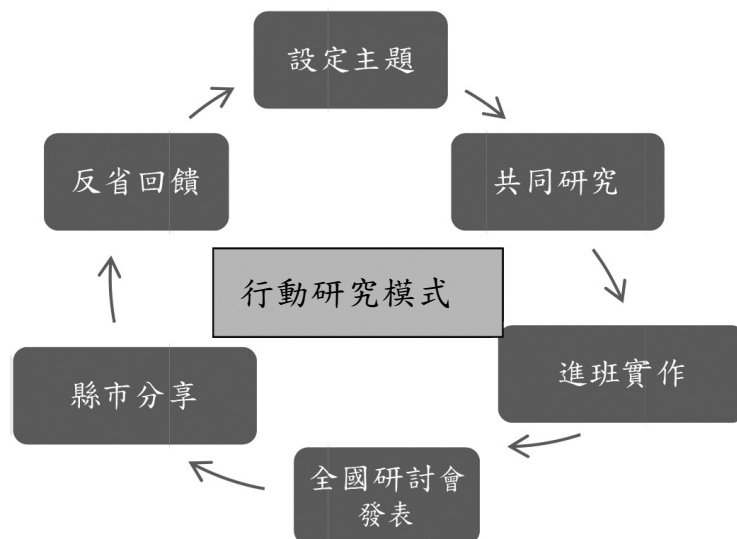 設定主題
共同研究
進班實作
全國研討會
發表
縣市分享
反省回饋
行動研究模式